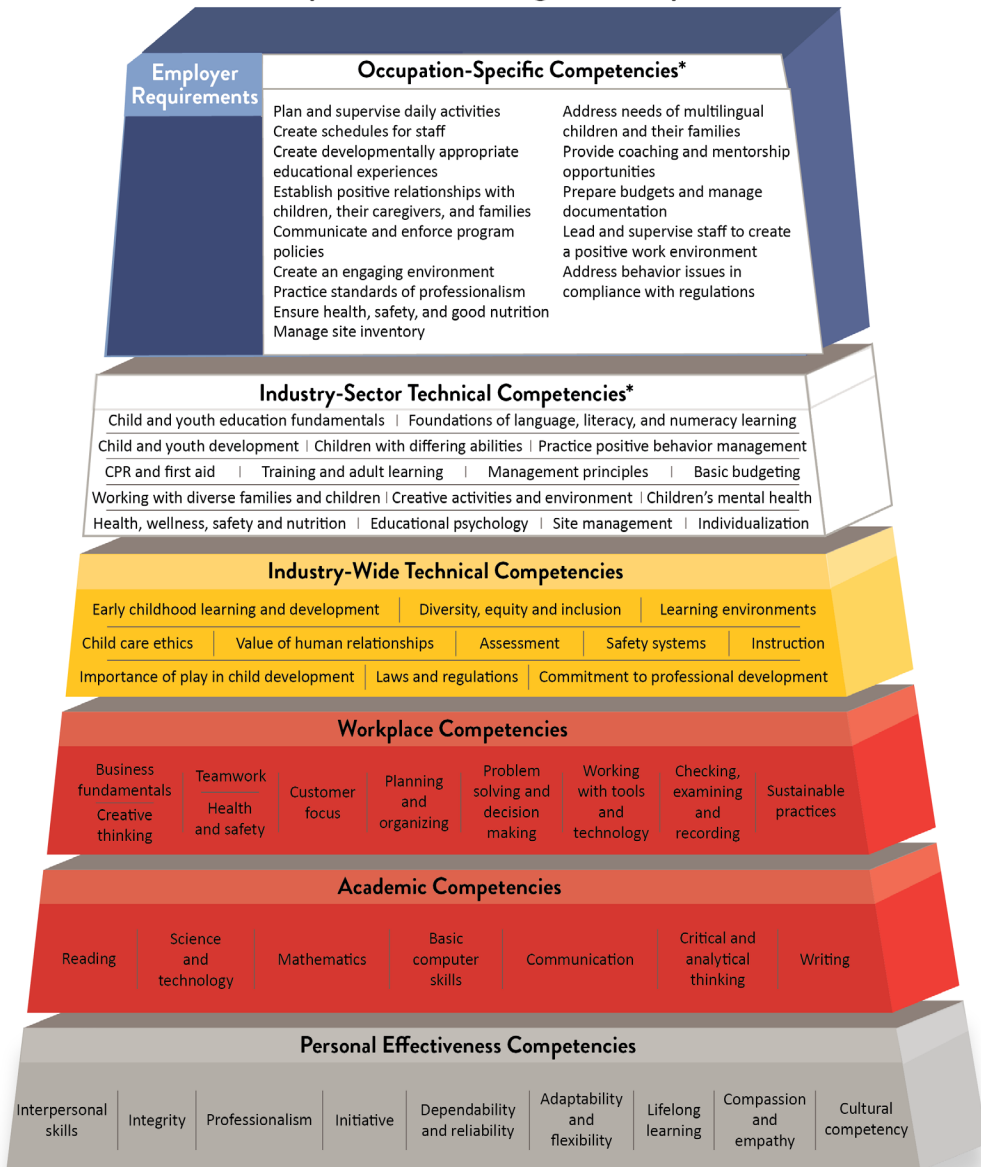 Employer
Requirements
Occupation-Specific Competencies*
Plan and supervise daily activities
Create schedules for staff
Create developmentally appropriate
educational experiences
Establish positive relationships with
children, their caregivers, and families
Communicate and enforce program
policies
Create an engaging environment
Practice standards of professionalism
Ensure health, safety, and good nutrition
Manage site inventory
Address needs of multilingual
children and their families
Provide coaching and mentorship
opportunities
Prepare budgets and manage
documentation
Lead and supervise staff to create
a positive work environment
Address behavior issues in
compliance with regulations
Industry-Sector Technical Competencies*
Child and youth education fundamentals | Foundations of language, literacy, and numeracy learning
Child and youth development | Children with differing abilities | Practice positive behavior management
CPR and first aid | Training and adult learning | Management principles | Basic budgeting
Working with diverse families and children | Creative activities and environment | Children's mental health
Health, wellness, safety and nutrition | Educational psychology | Site management | Individualization
Industry-Wide Technical Competencies
Early childhood learning and development | Diversity, equity and inclusion | Learning environments
Child care ethics | Value of human relationships | Assessment | Safety systems | Instruction
Importance of play in child development | Laws and regulations | Commitment to professional development
Workplace Competencies
Business
fundamentals
Creative
thinking
Teamwork
Health
and safety
Customer
focus
Planning
and
organizing
Problem
solving and
decision
making
Working
with tools
and
technology
Checking,
examining
and
recording
Sustainable
practices
Academic Competencies
Reading
Science
and
technology
Mathematics
Basic
computer
skills
Communication
Critical and
analytical
thinking
Writing
Personal Effectiveness Competencies
Interpersonal
skills
Integrity
Professionalism
Initiative
Dependability
and reliability
Adaptability
and
flexibility
Lifelong
learning
Compassion
and
empathy
Cultural
competency